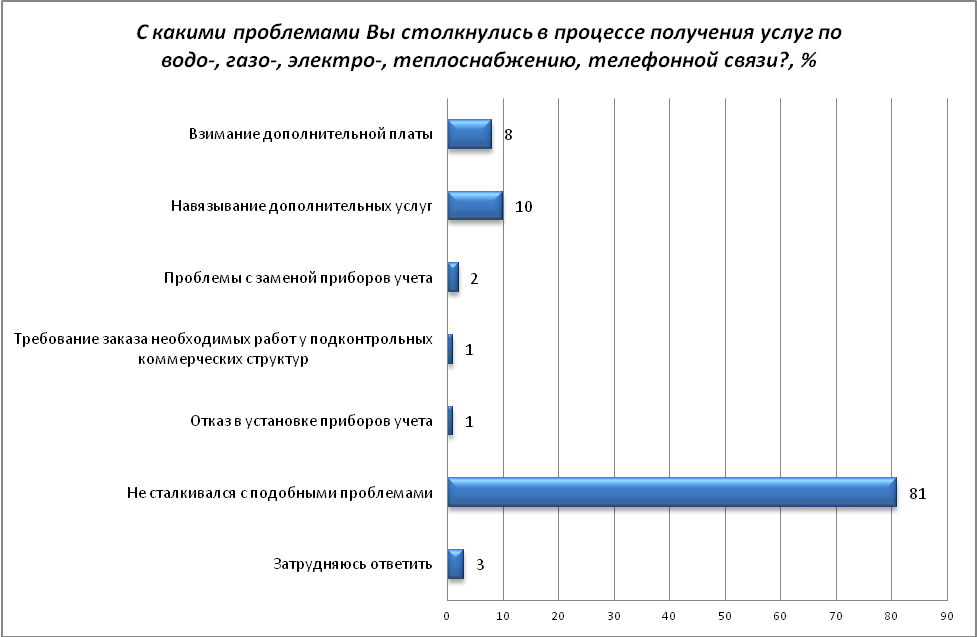 С какими проблемами Вы столкнулись в процессе получения услуг по
водо-, газо-, электро-, теплоснабжению, телефонной связи?, %
Взимание дополнительной платы
8
Навязывание дополнительных услуг
10
Проблемы с заменой приборов учета
2
Требование заказа необходимых работ у подконтрольных
коммерческих структур
1
Отказ в установке приборов учета
1
Не сталкивался с подобными проблемами
81
Затрудняюсь ответить
3
0 10 20 30 40 50 60 70 80 90